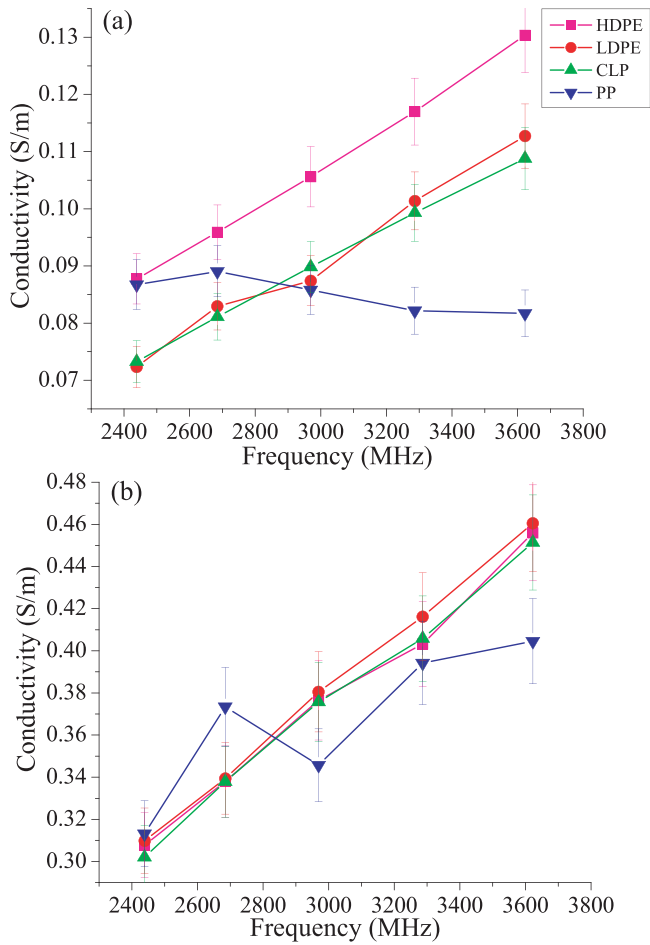 (a)
HDPE
LDPE
CLP
PP
Conductivity (S/m)
0.13
0.12
0.11
0.10
0.09
0.08
0.07
2400 2600 2800 3000 3200 3400 3600 3800
Frequency (MHz)
(b)
Conductivity (S/m)
0.48
0.46
0.44
0.42
0.40
0.38
0.36
0.34
0.32
0.30
2400 2600 2800 3000 3200 3400 3600 3800
Frequency (MHz)